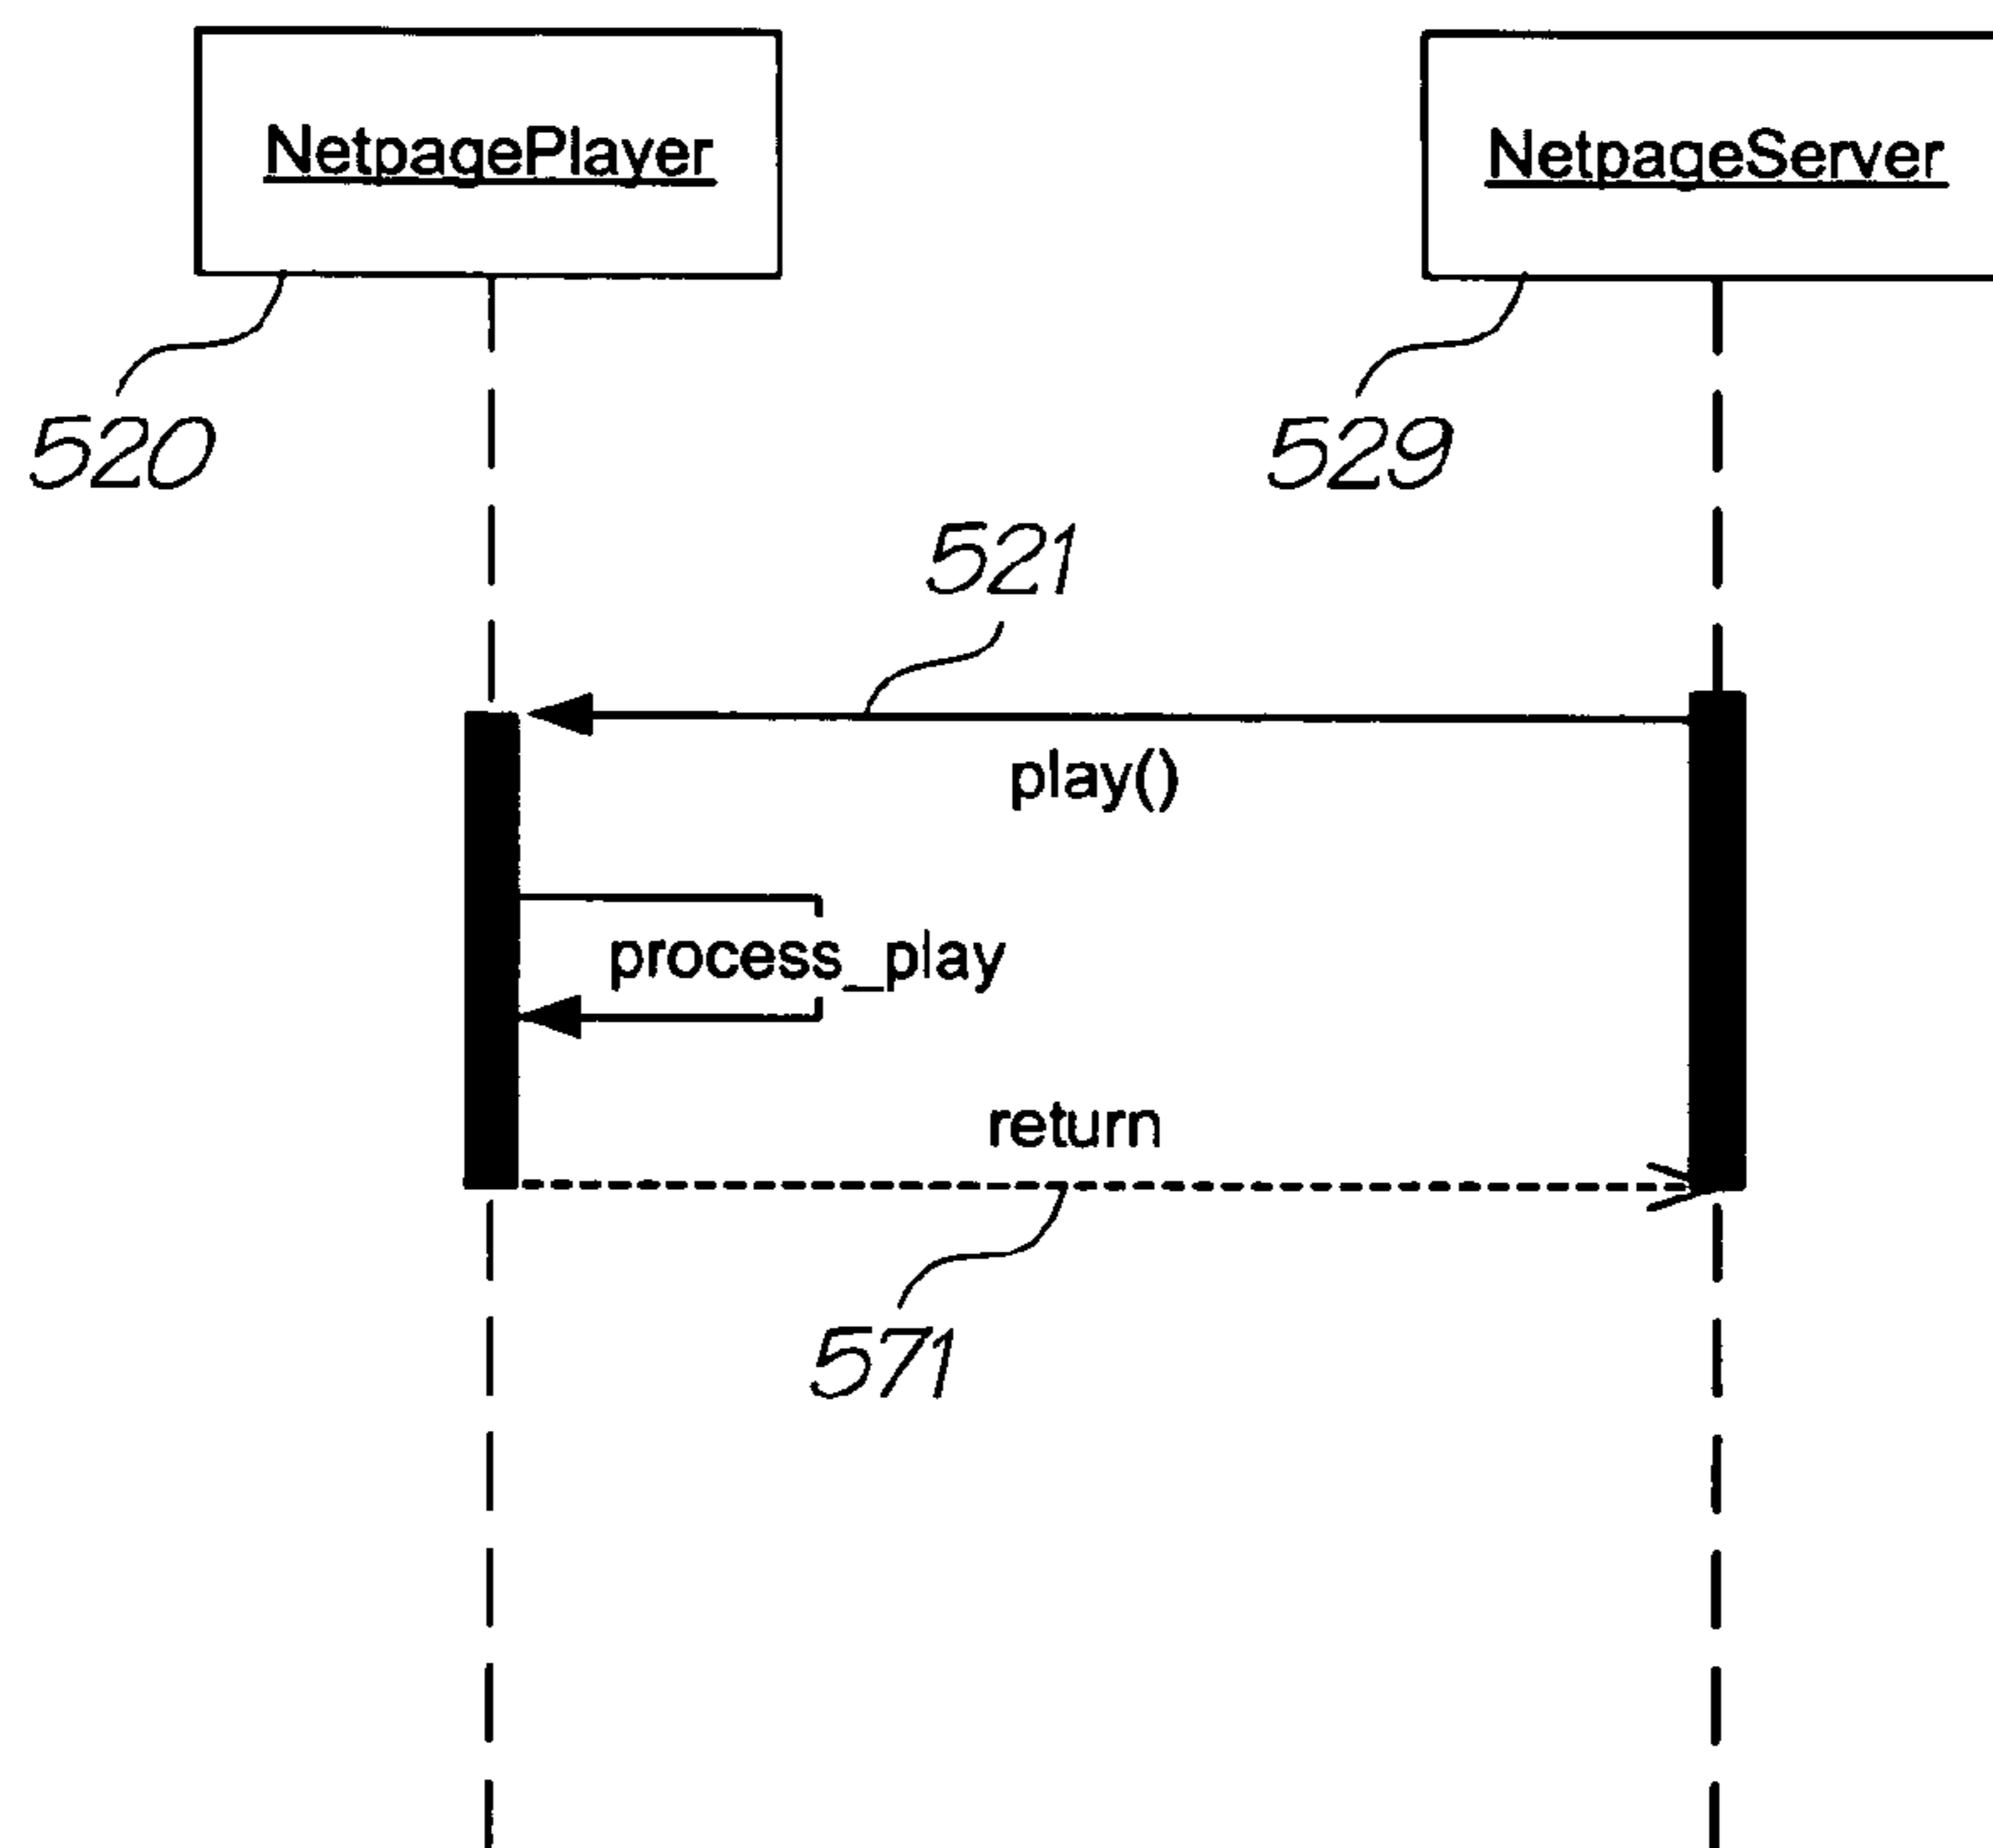 NetpagePlayer
NetpageServer
520
529
521
play()
process_play
return
571